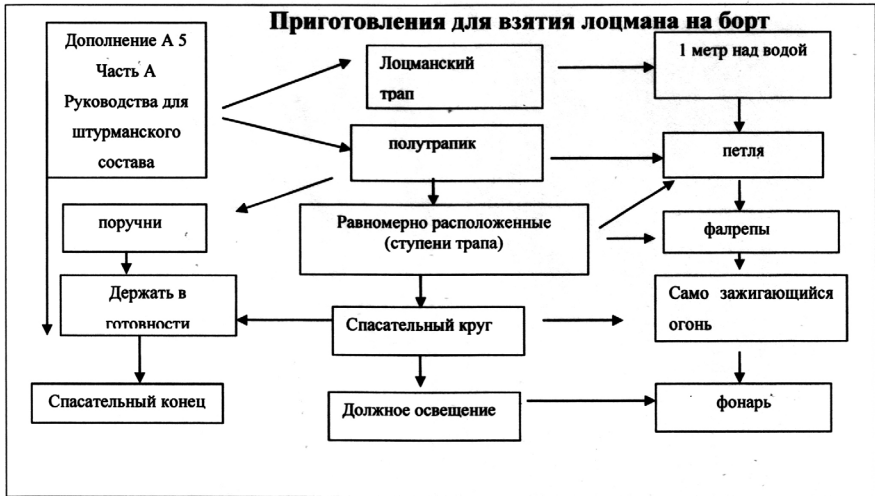 Приготовления для взятия лоцмана на борт
Дополнение А 5
Часть А
Руководства для
штурманского
состава
Лоцманский
трап
1 метр над водой
полутрапик
петля
поручни
Равномерно расположенные
(ступени трапа)
фалрепы
Держать в
готовности
Спасательный круг
Само зажигающийся
огонь
Спасательный конец
Должное освещение
фонарь